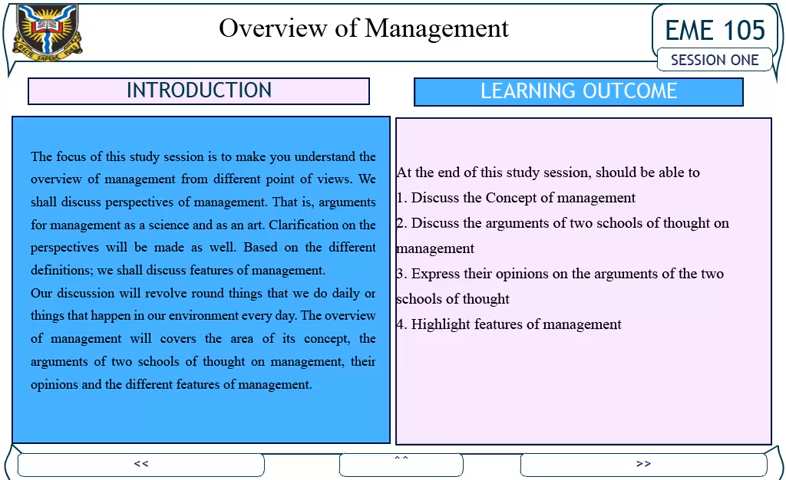 Overview of Management
EME 105
SESSION ONE
INTRODUCTION
The focus of this study session is to make you understand the
overview of management from different point of views. We
shall discuss perspectives of management. That is, arguments
for management as a science and as an art. Clarification on the
perspectives will be made as well. Based on the different
definitions; we shall discuss features of management.
Our discussion will revolve round things that we do daily or
things that happen in our environment every day. The overview
of management will covers the area of its concept, the
arguments of two schools of thought on management, their
opinions and the different features of management.
LEARNING OUTCOME
At the end of this study session, should be able to
1. Discuss the Concept of management
2. Discuss the arguments of two schools of thought on
management
3. Express their opinions on the arguments of the two
schools of thought
4. Highlight features of management
<<
^^
>>